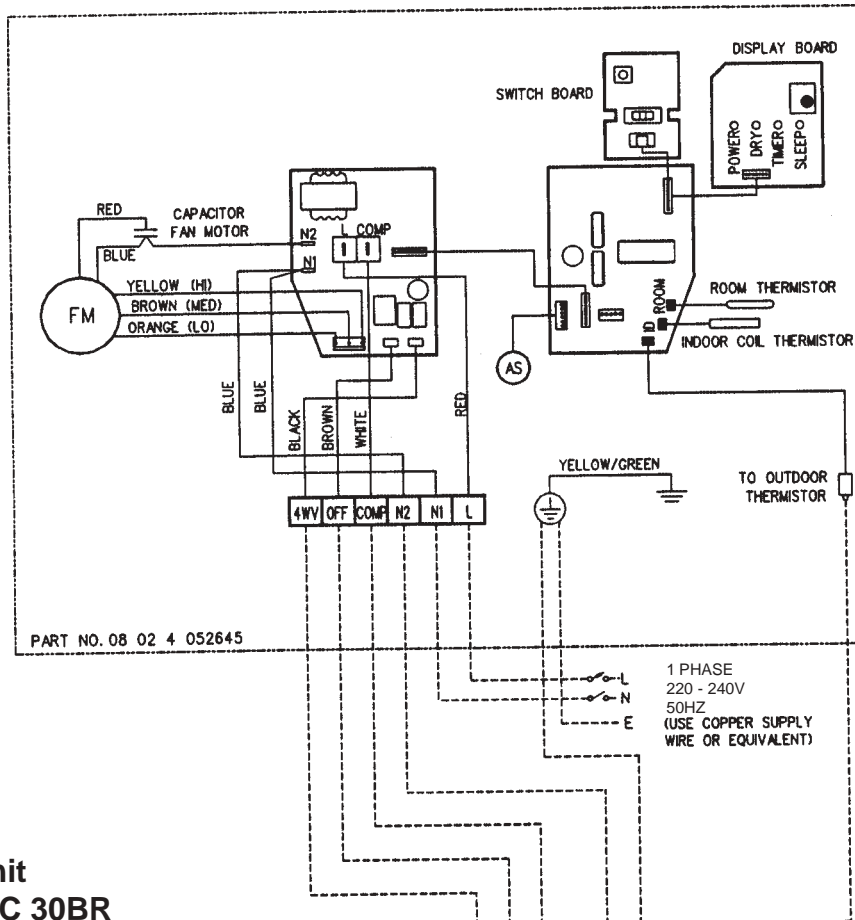 DISPLAY BOARD
SWITCH BOARD
POWER
DRY
TIMER
SLEEP
RED
CAPACITOR
FAN MOTOR
BLUE
N2
N1
L COMP
YELLOW (HI)
BROWN (MED)
ORANGE (LO)
FM
ROOM
ID
ROOM THERMISTOR
INDOOR COIL THERMISTOR
AS
BLUE
BLUE
BLACK
BROWN
WHITE
RED
YELLOW/GREEN
TO OUTDOOR
THERMISTOR
4WV OFF COMP N2 N1 L
PART NO. 08 02 4 052645
L
N
E
1 PHASE
220 - 240V
50HZ
(USE COPPER SUPPLY
WIRE OR EQUIVALENT)
C 30BR